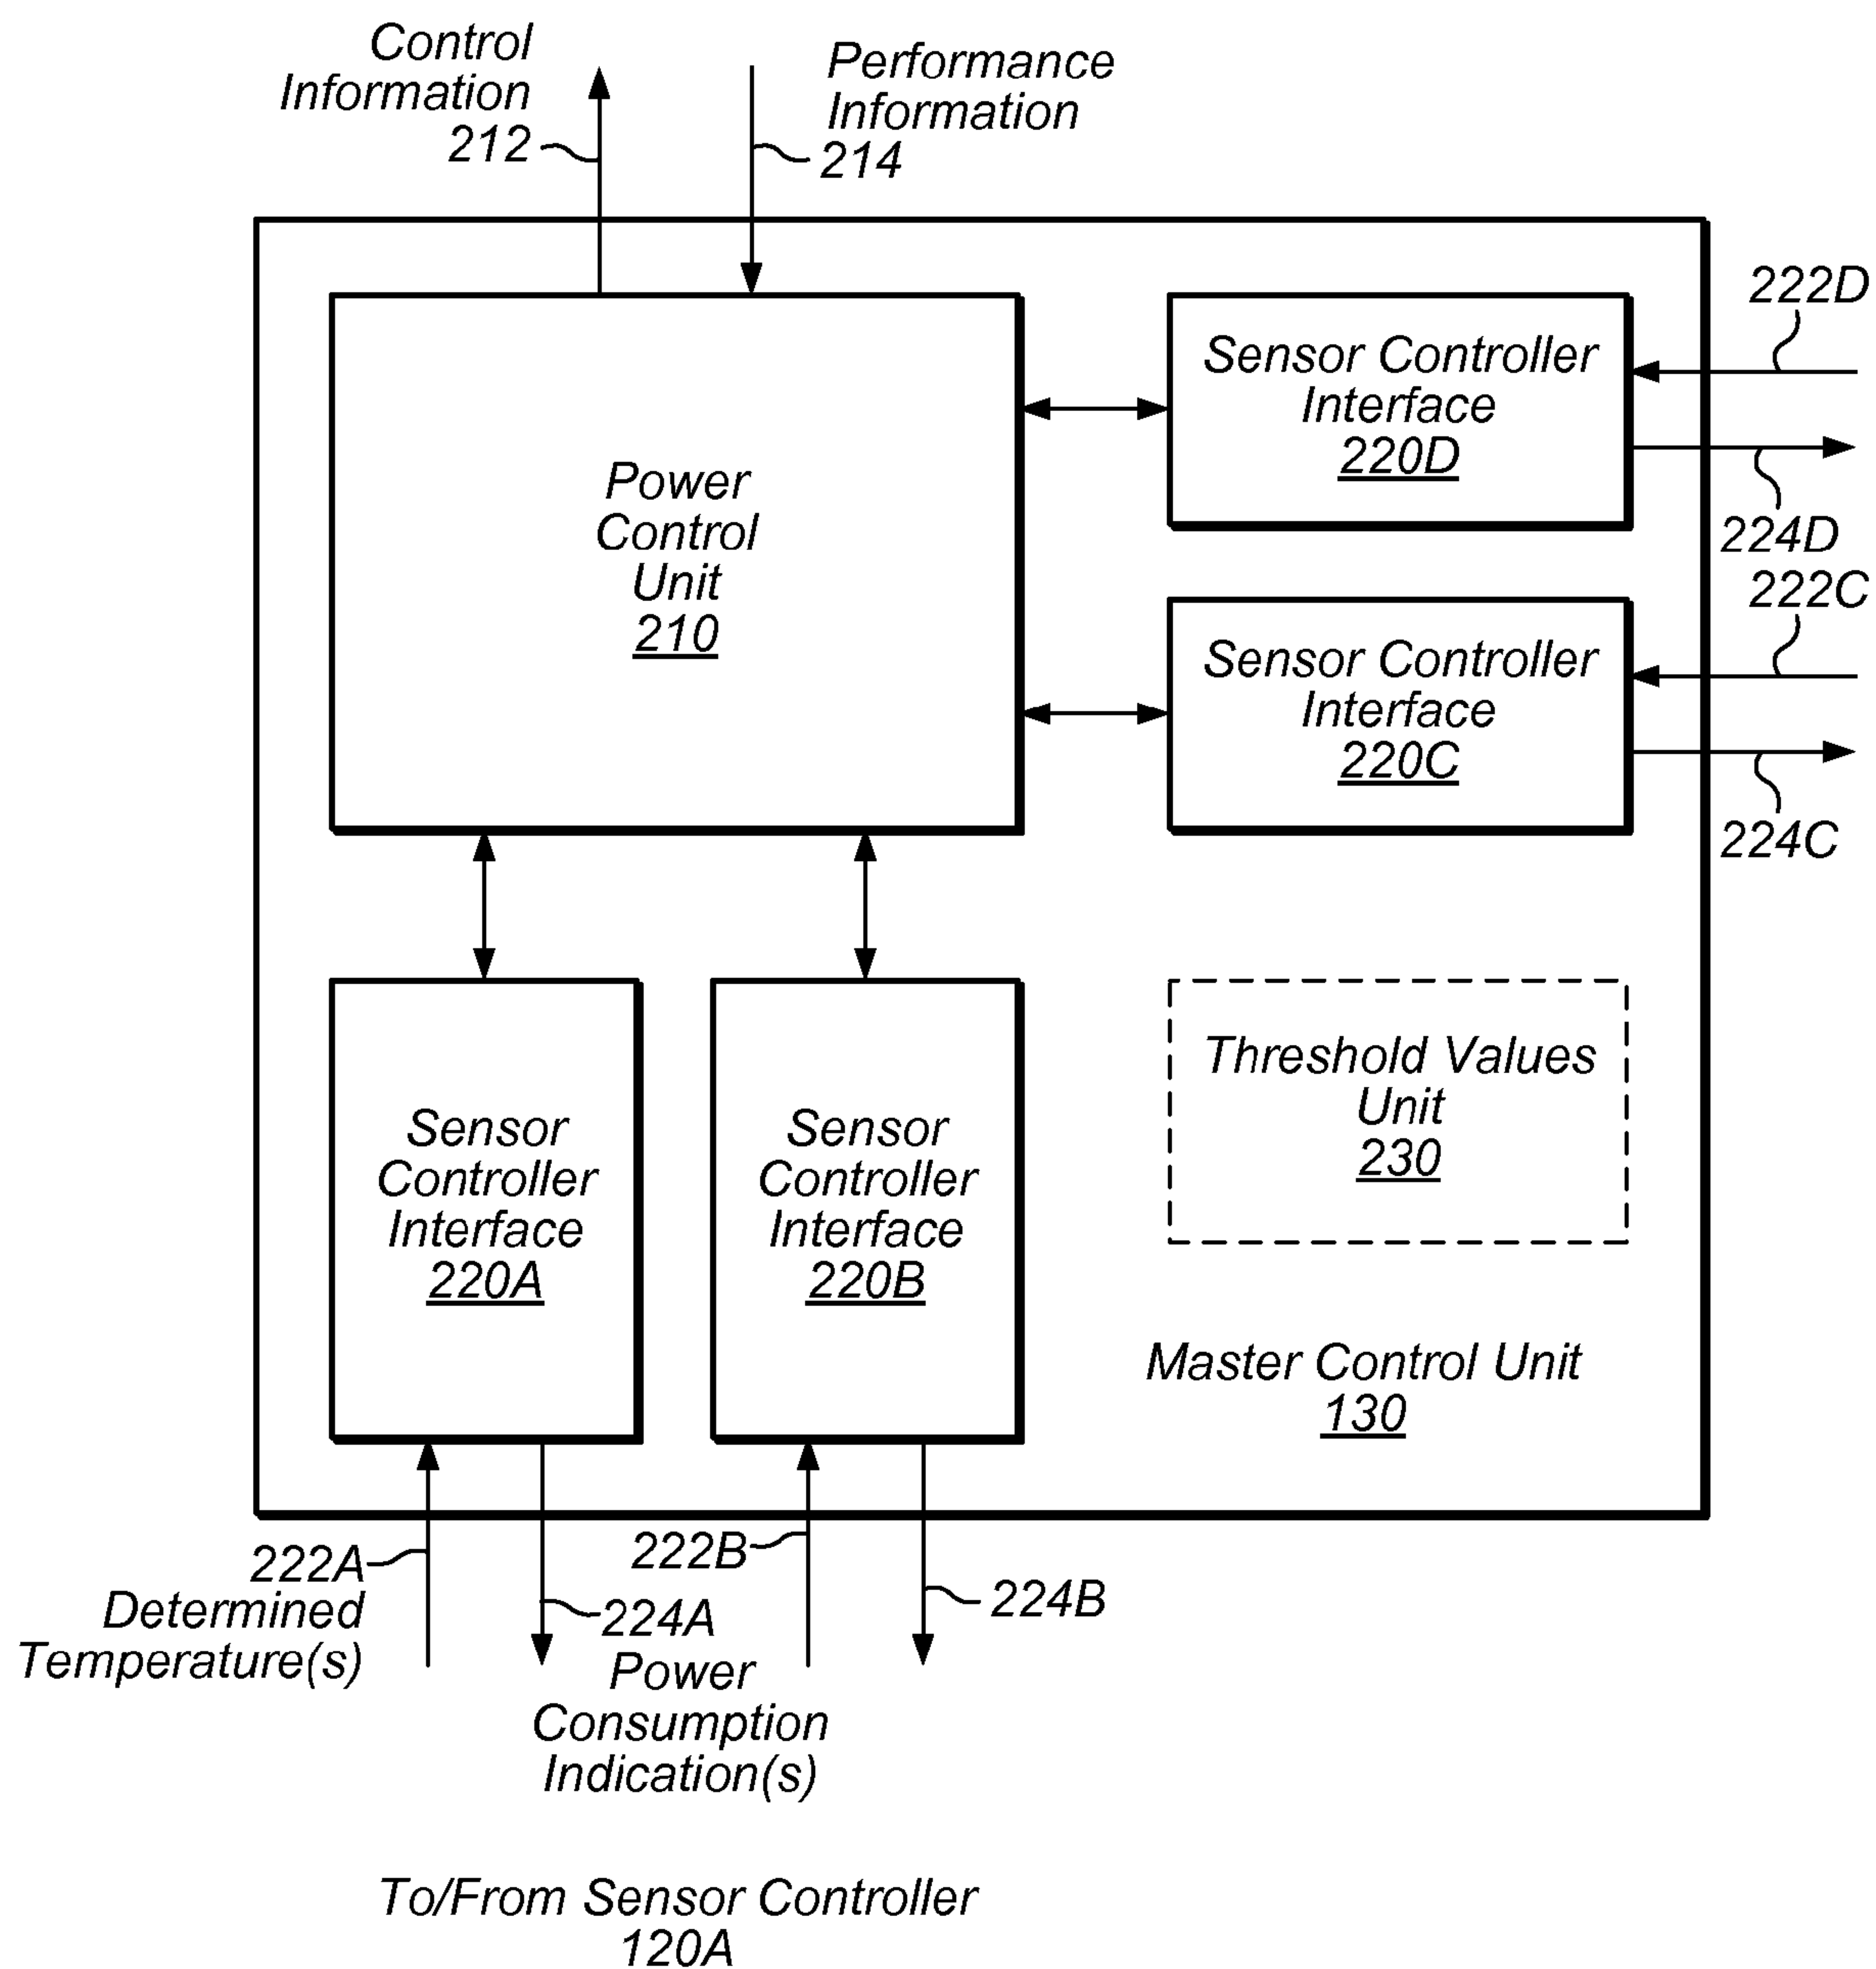 Control
Information
212
Performance
Information
214
Power
Control
Unit
210
Sensor Controller
Interface
220D
222D
224D
Sensor Controller
Interface
220C
222C
224C
Sensor
Controller
Interface
220A
Sensor
Controller
Interface
220B
Threshold Values
Unit
230
Master Control Unit
130
222A
Determined
Temperature(s)
224A
Power
Consumption
Indication(s)
222B
224B
To/From Sensor Controller
120A